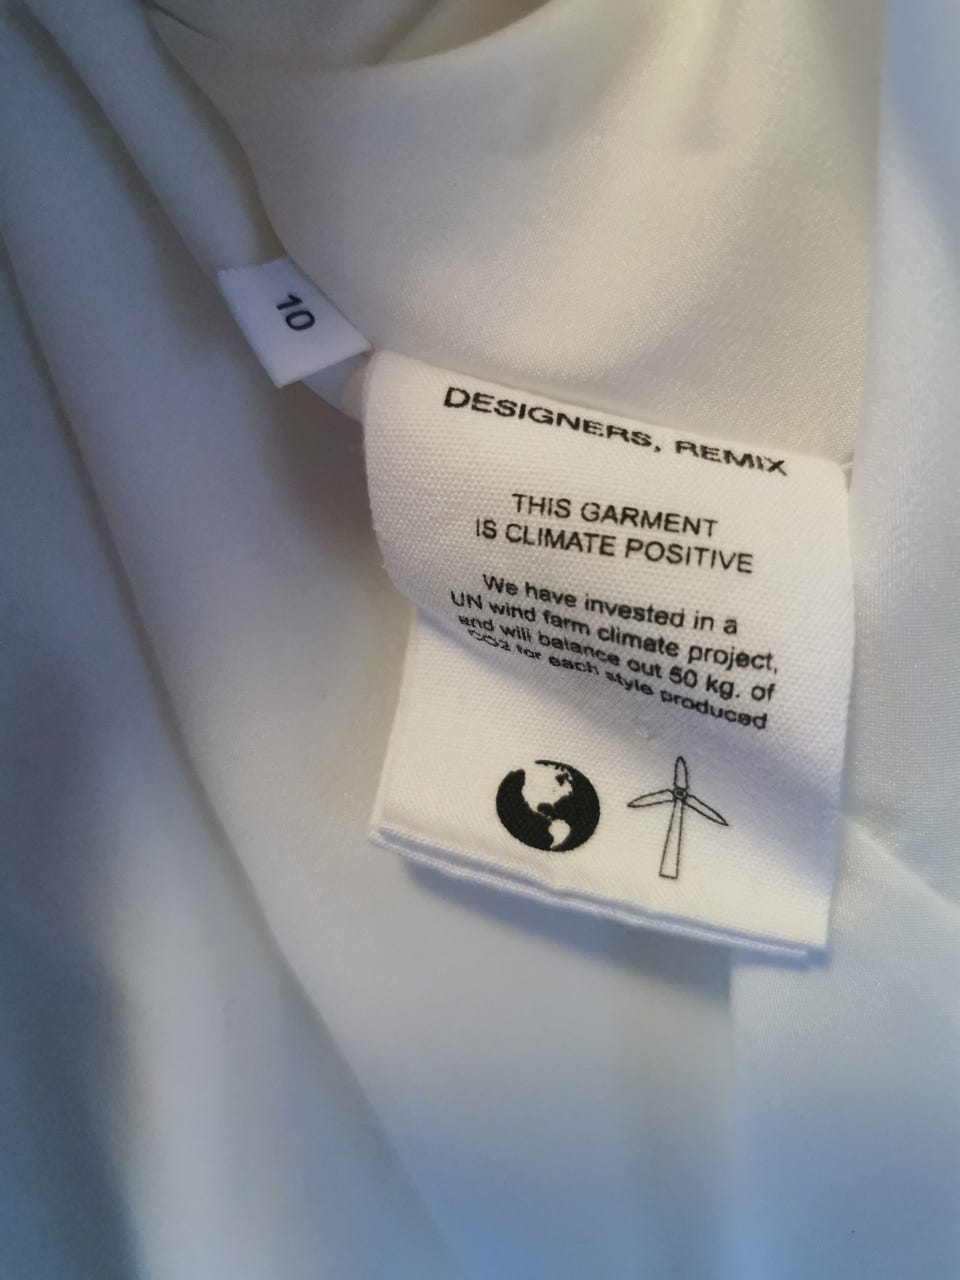 10
DESIGNERS, REMIX
THIS GARMENT
IS CLIMATE POSITIVE
We have invested in a
UN wind farm climate project,
and will balance out 50 kg. of
CO2 for each style produced